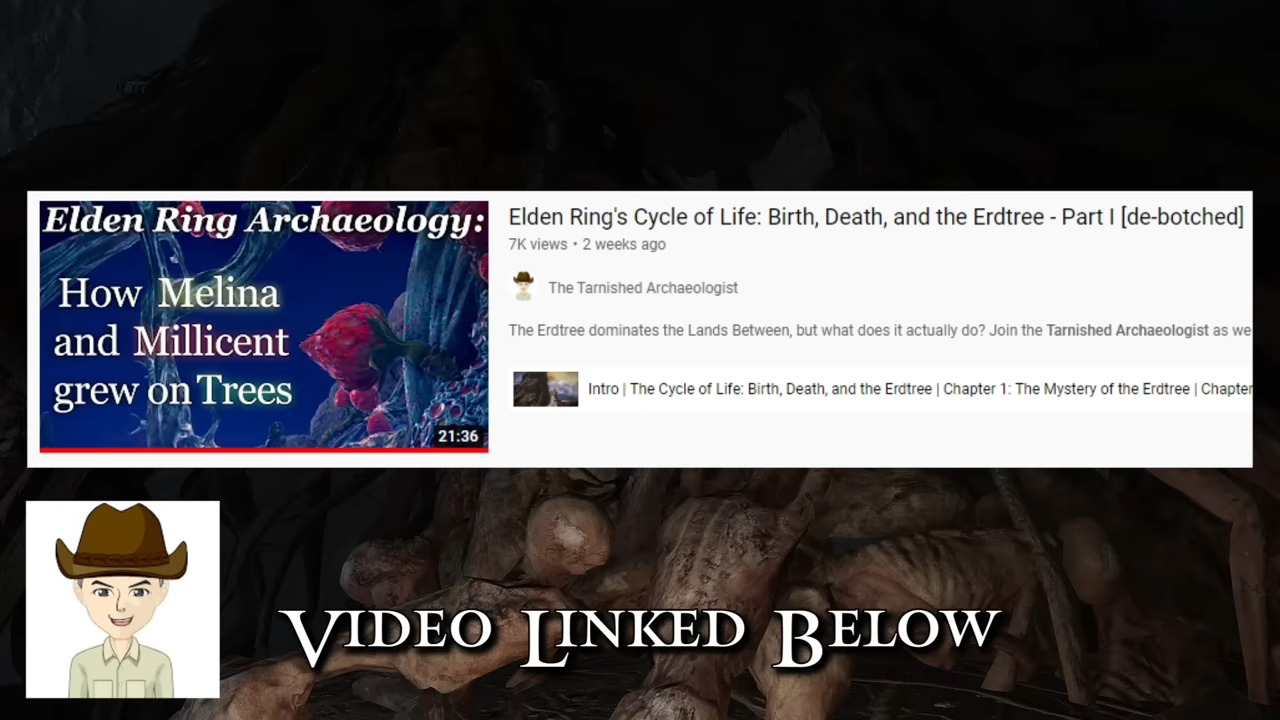 Elden Ring Archaeology:
How Melina
and Millicent
grew on Trees
21:36
Elden Ring's Cycle of Life: Birth, Death, and the Erdtree - Part I [de-botched]
7K views • 2 weeks ago
The Tarnished Archaeologist
The Erdtree dominates the Lands Between, but what does it actually do? Join the Tarnished Archaeologist as we
Intro | The Cycle of Life: Birth, Death, and the Erdtree | Chapter 1: The Mystery of the Erdtree | Chapter
VIDEO LINKED BELOW